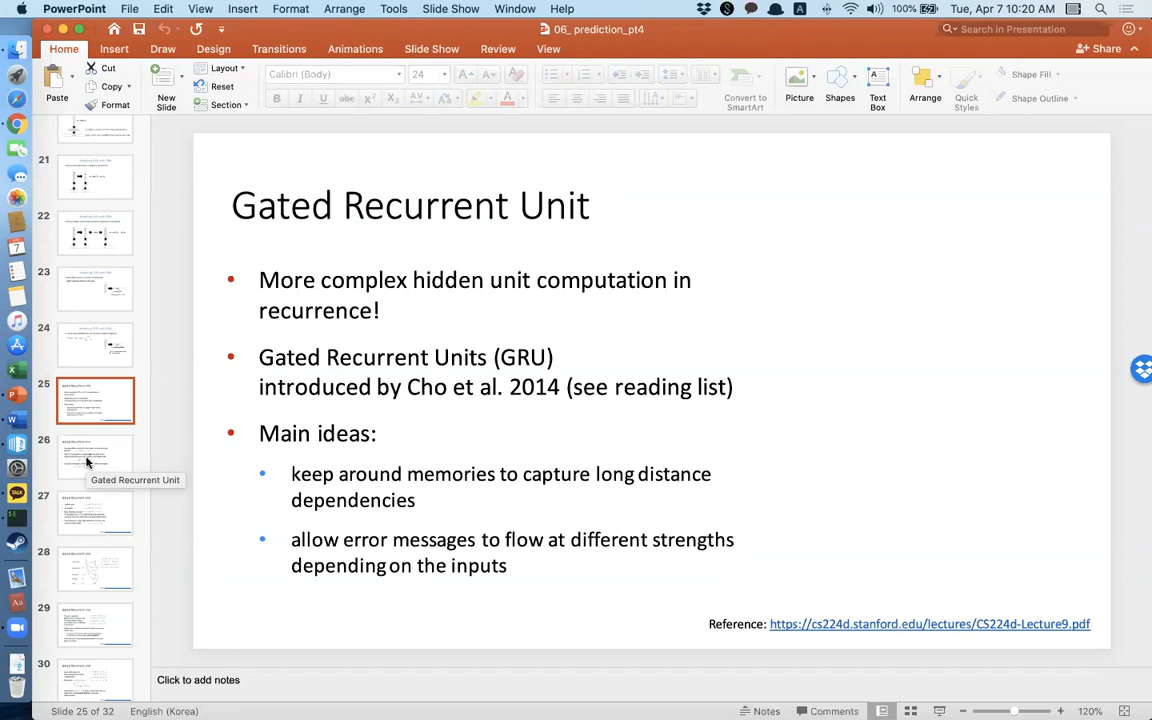 PowerPoint File Edit View Insert Format Arrange Tools Slide Show Window Help 100% Tue, Apr 7 10:20 AM
06_ prediction_pt4 Search in Presentation
Home Insert Draw Design Transitions Animations Slide Show Review View Share
Paste Cut Copy Format
New Slide Layout Reset Section
Calibri (Body) 24
B I U abc X² X₂ A
Convert to SmartArt
Picture Shapes Text Box Arrange Quick Styles Shape Fill Shape Outline
21
22
23
24
25
26
27
28
29
30
Gated Recurrent Unit
Gated Recurrent Unit
• More complex hidden unit computation in
recurrence!
• Gated Recurrent Units (GRU)
introduced by Cho et al. 2014 (see reading list)
• Main ideas:
• keep around memories to capture long distance
dependencies
• allow error messages to flow at different strengths
depending on the inputs
Reference: https://cs224d.stanford.edu/lectures/CS224d-Lecture9.pdf
Click to add notes
Slide 25 of 32 English (Korea) Notes Comments 120%